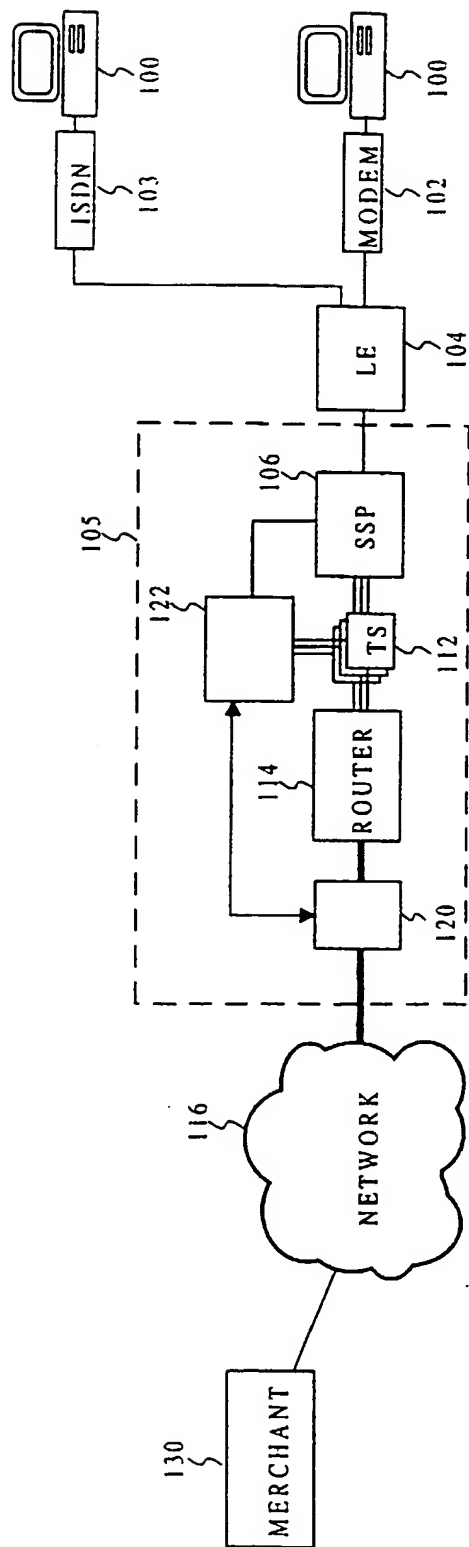 MERCHANT
130
NETWORK
116
105
120
ROUTER
114
122
TS
112
SSP
106
LE
104
ISDN
103
MODEM
102
100
100